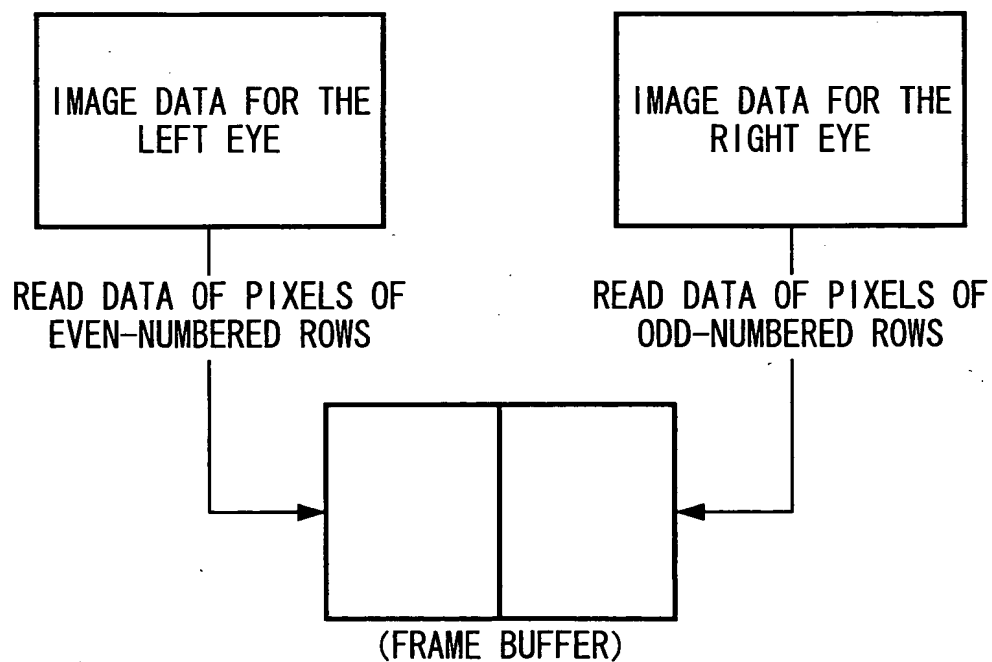 IMAGE DATA FOR THE
LEFT EYE
IMAGE DATA FOR THE
RIGHT EYE
READ DATA OF PIXELS OF
EVEN-NUMBERED ROWS
READ DATA OF PIXELS OF
ODD-NUMBERED ROWS
(FRAME BUFFER)